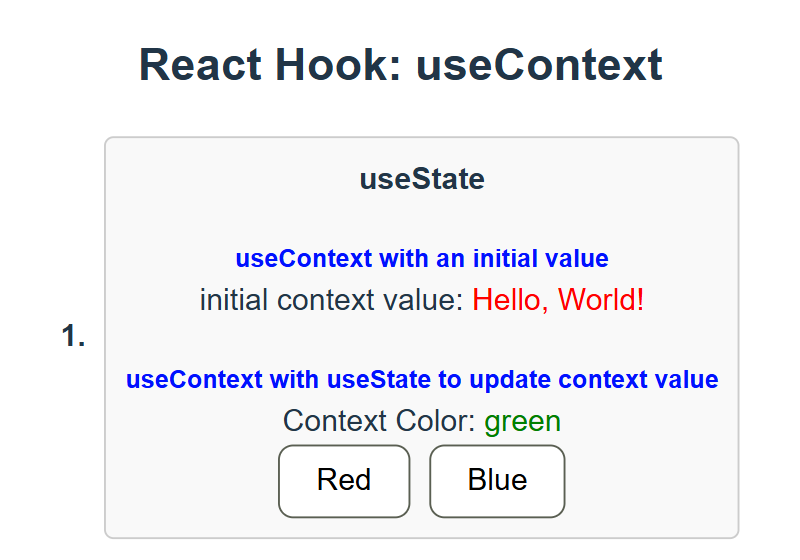 React Hook: useContext
1.
useState
useContext with an initial value
initial context value: Hello, World!
useContext with useState to update context value
Context Color: green
Red Blue